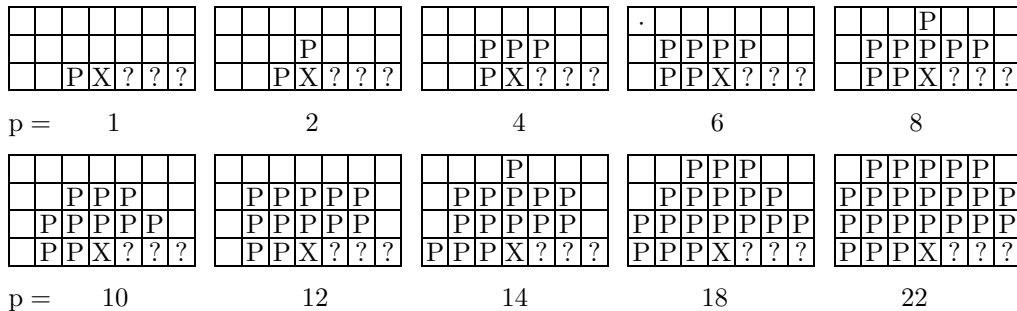 · P
P P P P P P P P P P P P P
P X ? ? ? P X ? ? ? P X ? ? ? P P X ? ? ? P P X ? ? ?
p = 1 2 4 6 8
P P P P P P P P P
P P P P P P P P P P P P P P P P P P P P P P P P P
P P P P P P P P P P P P P P P P P P P P P P P P P P P P P
P P X ? ? ? P P X ? ? ? P P P X ? ? ? P P P X ? ? ? P P P X ? ? ?
p = 10 12 14 18 22